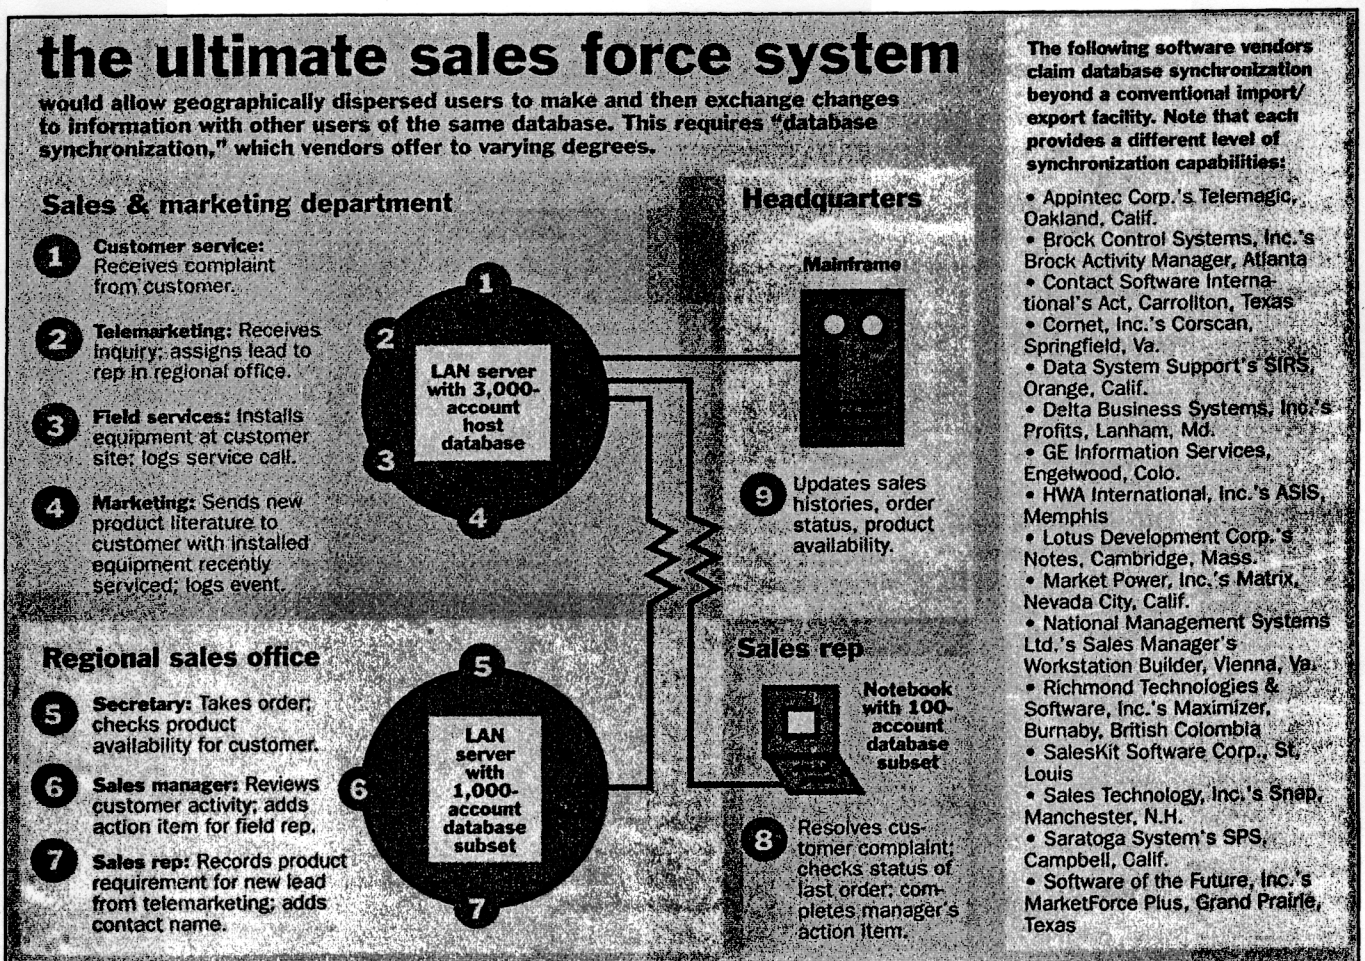 the ultimate sales force system
would allow geographically dispersed users to make and then exchange changes
to information with other users of the same database. This requires "database
synchronization," which vendors offer to varying degrees.
Sales & marketing department
1 Customer service:
Receives complaint
from customer.
2 Telemarketing: Receives
inquiry; assigns lead to
rep in regional office.
3 Field services: Installs
equipment at customer
site; logs service call.
4 Marketing: Sends new
product literature to
customer with installed
equipment recently
serviced; logs event.
1
2
3
4
LAN server
with 3,000-
account
host
database
Headquarters
Mainframe
9 Updates sales
histories, order
status, product
availability.
Regional sales office
5 Secretary: Takes order;
checks product
availability for customer.
6 Sales manager: Reviews
customer activity; adds
action item for field rep.
7 Sales rep: Records product
requirement for new lead
from telemarketing; adds
contact name.
5
6
7
LAN
server
with
1,000-
account
database
subset
Sales rep
Notebook
with 100-
account
database
subset
8 Resolves cus-
tomer complaint;
checks status of
last order; com-
pletes manager's
action item.
The following software vendors
claim database synchronization
beyond a conventional import/
export facility. Note that each
provides a different level of
synchronization capabilities:
• Appintec Corp.'s Telemagic,
Oakland, Calif.
• Brock Control Systems, Inc.'s
Brock Activity Manager, Atlanta
• Contact Software Interna-
tional's Act, Carrollton, Texas
• Cornet, Inc.'s Corscan,
Springfield, Va.
• Data System Support's SIRS,
Orange, Calif.
• Delta Business Systems, Inc.'s
Profits, Lanham, Md.
• GE Information Services,
Engelwood, Colo.
• HWA International, Inc.'s ASIS,
Memphis
• Lotus Development Corp.'s
Notes, Cambridge, Mass.
• Market Power, Inc.'s Matrix,
Nevada City, Calif.
• National Management Systems
Ltd.'s Sales Manager's
Workstation Builder, Vienna, Va.
• Richmond Technologies &
Software, Inc.'s Maximizer,
Burnaby, British Colombia
• SalesKit Software Corp., St.
Louis
• Sales Technology, Inc.'s Snap,
Manchester, N.H.
• Saratoga System's SPS,
Campbell, Calif.
• Software of the Future, Inc.'s
MarketForce Plus, Grand Prairie,
Texas